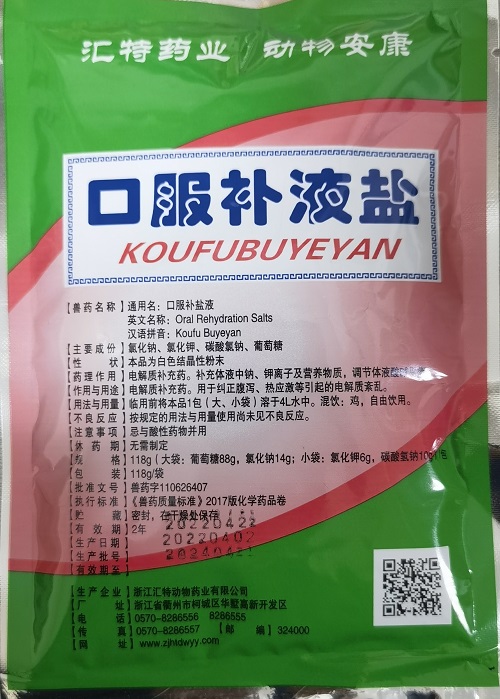 汇特药业 动物安康
口服补液盐
KOUFUBUYEYAN
【兽药名称】通用名：口服补盐液
英文名称：Oral Rehydration Salts
汉语拼音：Koufu Buyeyan
【主要成份】氯化钠、氯化钾、碳酸氢钠、葡萄糖
【性 状】本品为白色结晶性粉末
【药理作用】电解质补充药。补充体液中钠、钾离子及营养物质，调节体液酸碱平衡
【作用与用途】电解质补充药。用于纠正腹泻、热应激等引起的电解质紊乱。
【用法与用量】临用前将本品1包（大、小袋）溶于4L水中。混饮：鸡，自由饮用。
【不良反应】按规定的用法与用量使用尚未见不良反应。
【注意事项】忌与酸性药物并用
【休 药 期】无需制定
【规 格】118g（大袋：葡萄糖88g，氯化钠14g；小袋：氯化钾6g，碳酸氢钠10g）/包
【包 装】118g/袋
【批准文号】兽药字110626407
【执行标准】《兽药质量标准》2017版化学药品卷
【贮 藏】密封，在干燥处保存
【有 效 期】2年 20220422
【生产日期】20220402
【生产批号】20240421
【有效期至】
【生产企业】浙江汇特动物药业有限公司
【厂 址】浙江省衢州市柯城区华墅高新开发区
【电 话】0570-8286556 8286555
【传 真】0570-8286557 【邮 编】324000
【网 址】www.zjhtdwyy.com